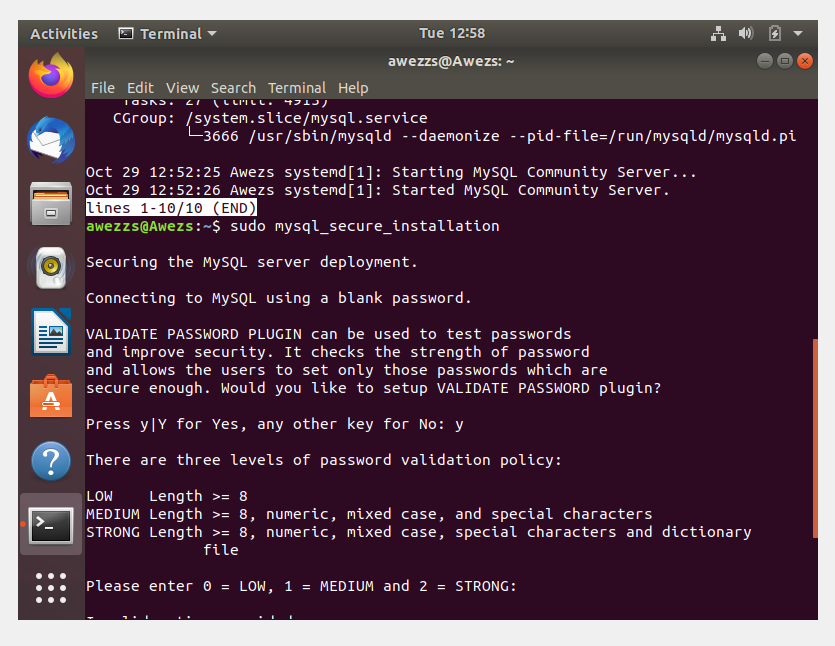 Activities Terminal Tue 12:58
awezzs@Awezs: ~
File Edit View Search Terminal Help
Tasks: 27 (limit: 4915)
CGroup: /system.slice/mysql.service
└─3666 /usr/sbin/mysqld --daemonize --pid-file=/run/mysqld/mysqld.pi
Oct 29 12:52:25 Awezs systemd[1]: Starting MySQL Community Server...
Oct 29 12:52:26 Awezs systemd[1]: Started MySQL Community Server.
lines 1-10/10 (END)
awezzs@Awezs:~$ sudo mysql_secure_installation
Securing the MySQL server deployment.
Connecting to MySQL using a blank password.
VALIDATE PASSWORD PLUGIN can be used to test passwords
and improve security. It checks the strength of password
and allows the users to set only those passwords which are
secure enough. Would you like to setup VALIDATE PASSWORD plugin?
Press y|Y for Yes, any other key for No: y
There are three levels of password validation policy:
LOW    Length >= 8
MEDIUM Length >= 8, numeric, mixed case, and special characters
STRONG Length >= 8, numeric, mixed case, special characters and dictionary
file
Please enter 0 = LOW, 1 = MEDIUM and 2 = STRONG: